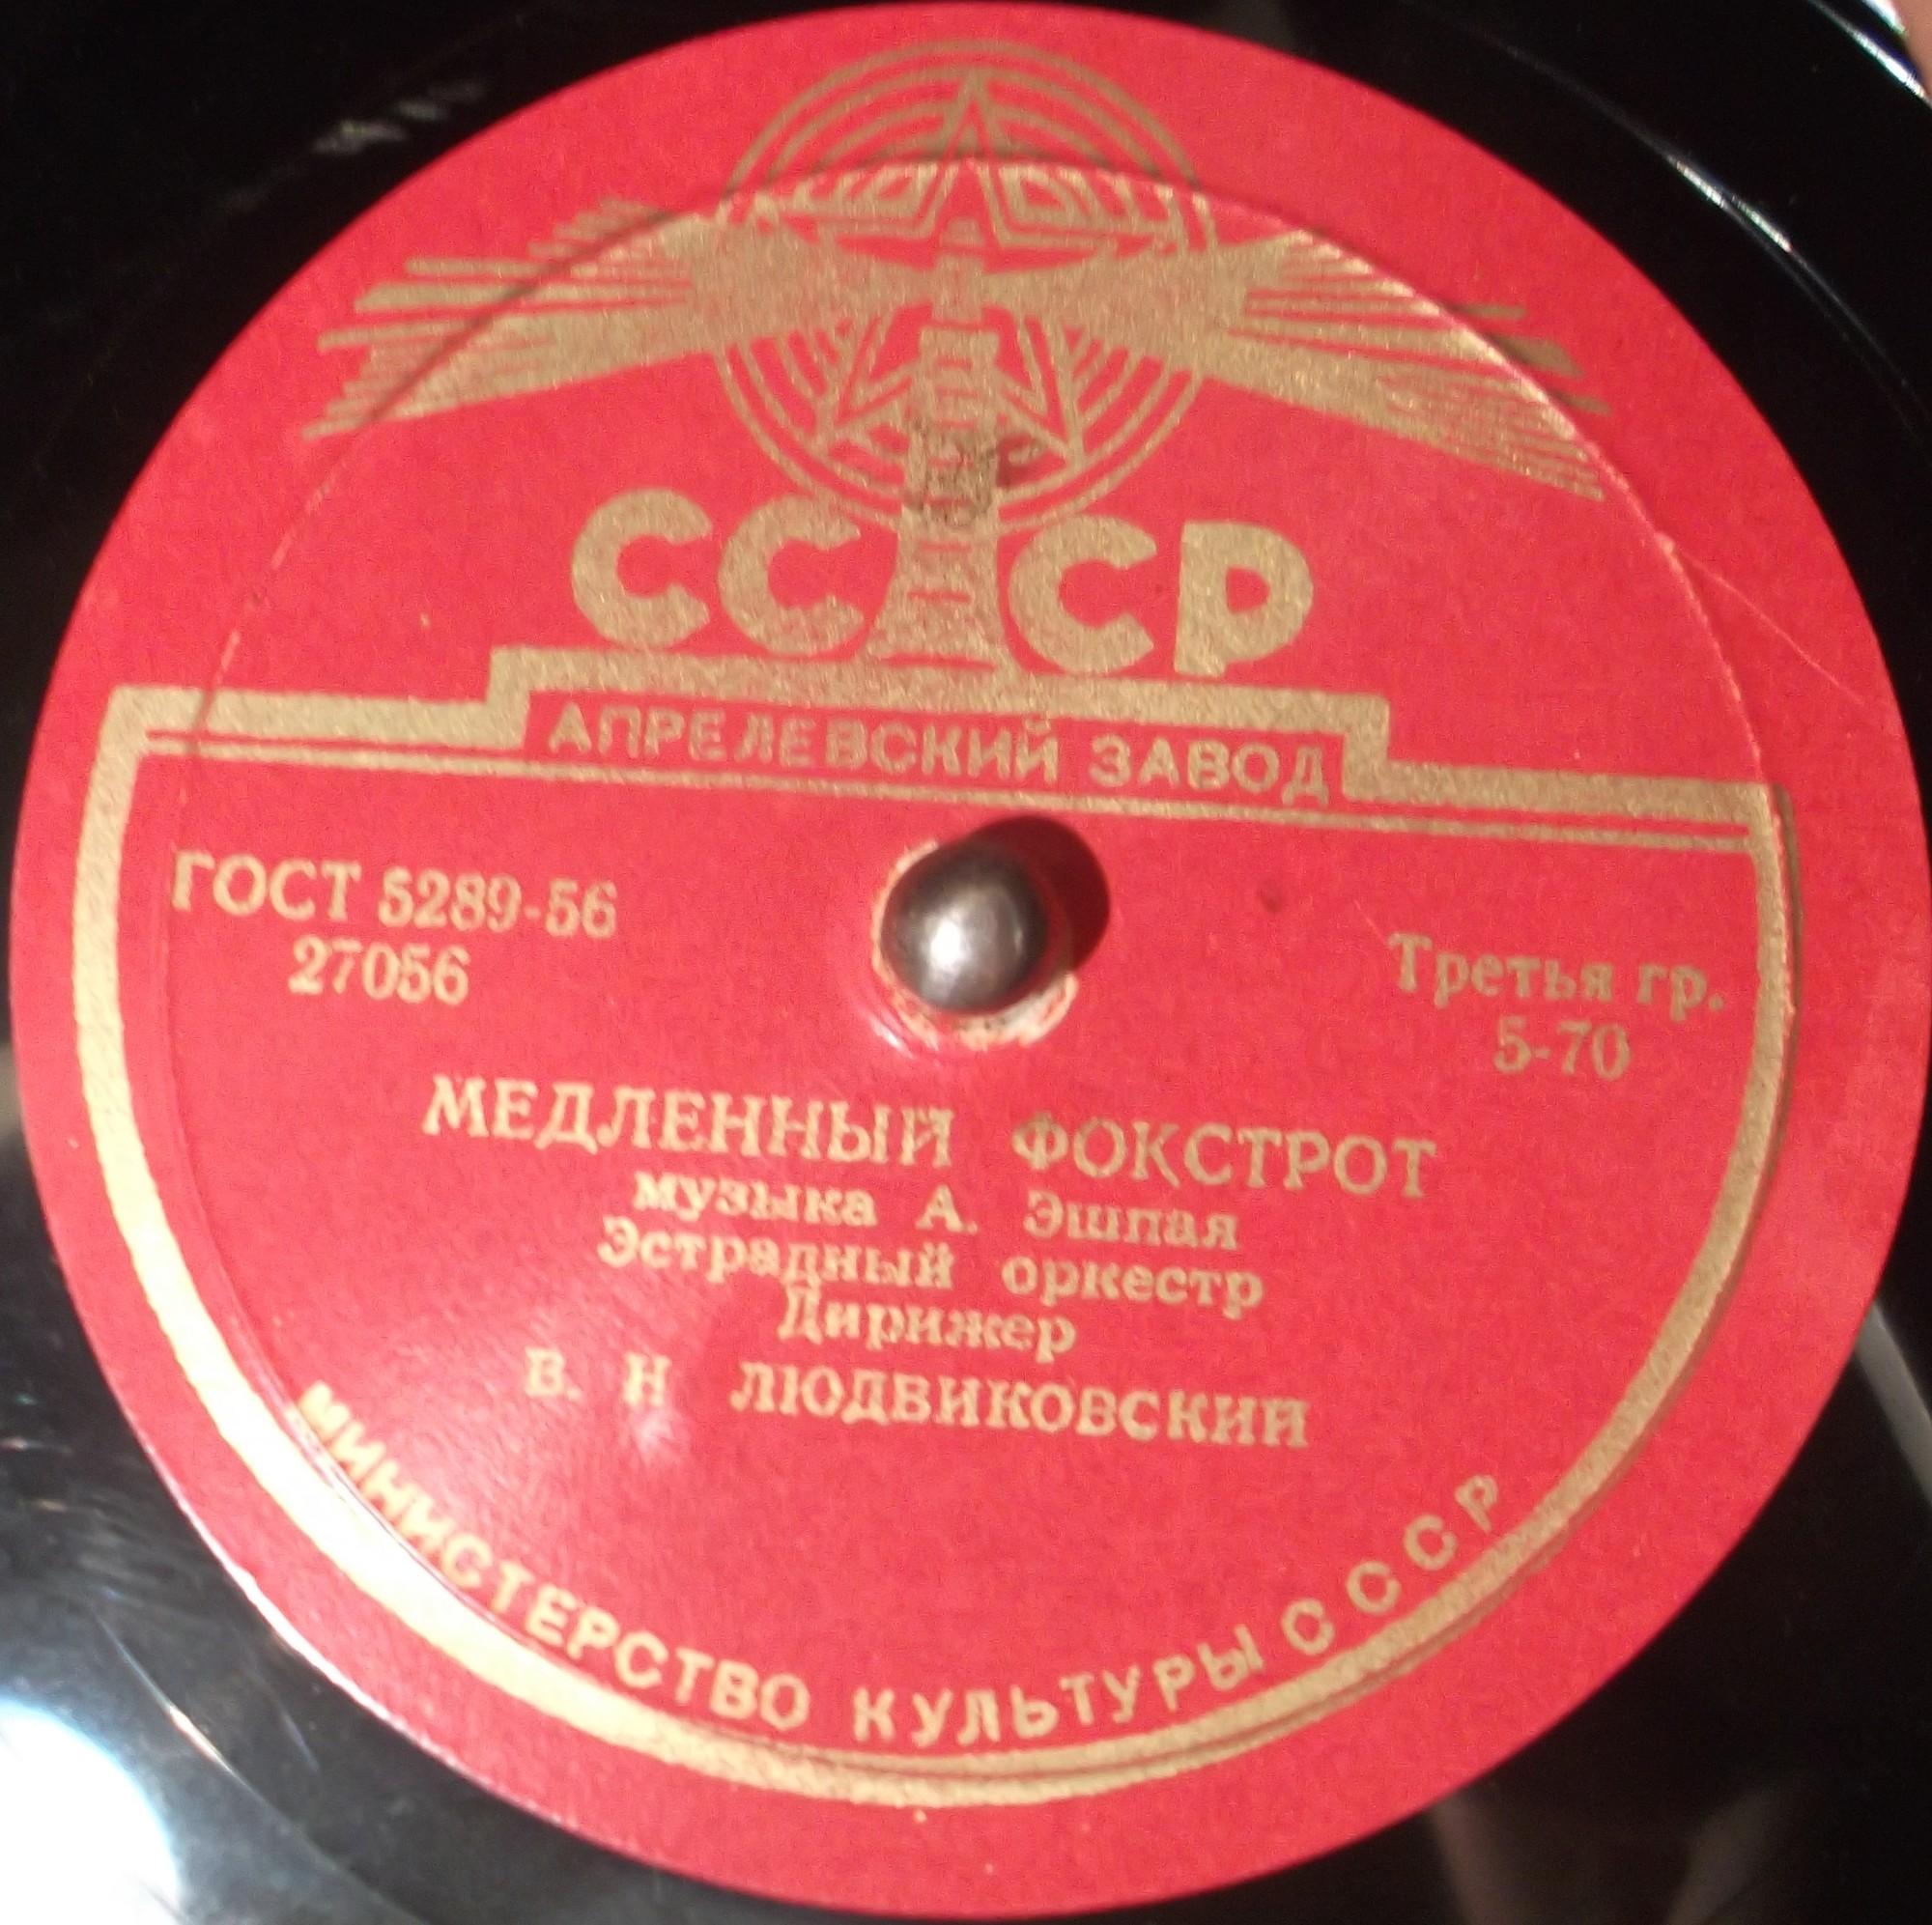 СССР
АПРЕЛЕВСКИЙ ЗАВОД
ГОСТ 5289-56
27056
Третья гр.
5-70
МЕДЛЕННЫЙ ФОКСТРОТ
музыка А. Эшпая
Эстрадный оркестр
Дирижер
В. Н ЛЮДВИКОВСКИЙ
МИНИСТЕРСТВО КУЛЬТУРЫ СССР